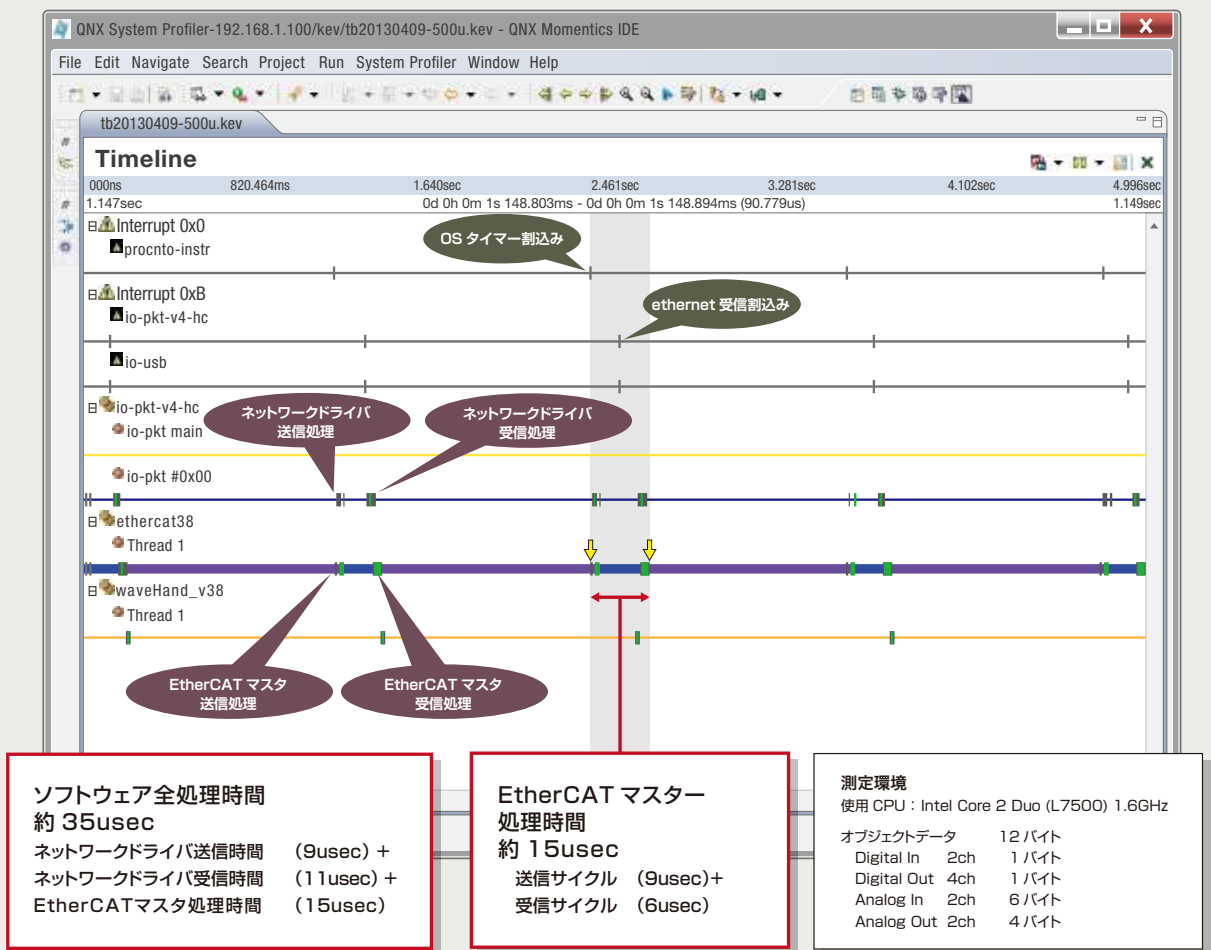 QNX System Profiler-192.168.1.100/kev/tb20130409-500u.kev - QNX Momentics IDE
File Edit Navigate Search Project Run System Profiler Window Help
tb20130409-500u.kev
Timeline
000ns 820.464ms 1.640sec 2.461sec 3.281sec 4.102sec 4.996sec
1.147sec 0d 0h 0m 1s 148.803ms - 0d 0h 0m 1s 148.894ms (90.779us) 1.149sec
Interrupt 0x0
procnto-instr
OS タイマー割込み
Interrupt 0xB
io-pkt-v4-hc
ethernet 受信割込み
io-usb
io-pkt-v4-hc
io-pkt main
ネットワークドライバ
送信処理
ネットワークドライバ
受信処理
io-pkt #0x00
ethercat38
Thread 1
waveHand_v38
Thread 1
EtherCAT マスタ
送信処理
EtherCAT マスタ
受信処理
ソフトウェア全処理時間
約 35usec
ネットワークドライバ送信時間 (9usec) +
ネットワークドライバ受信時間 (11usec) +
EtherCATマスタ処理時間 (15usec)
EtherCAT マスター
処理時間
約 15usec
送信サイクル (9usec)+
受信サイクル (6usec)
測定環境
使用 CPU : Intel Core 2 Duo (L7500) 1.6GHz
オブジェクトデータ 12 バイト
Digital In 2ch 1 バイト
Digital Out 4ch 1 バイト
Analog In 2ch 6 バイト
Analog Out 2ch 4 バイト